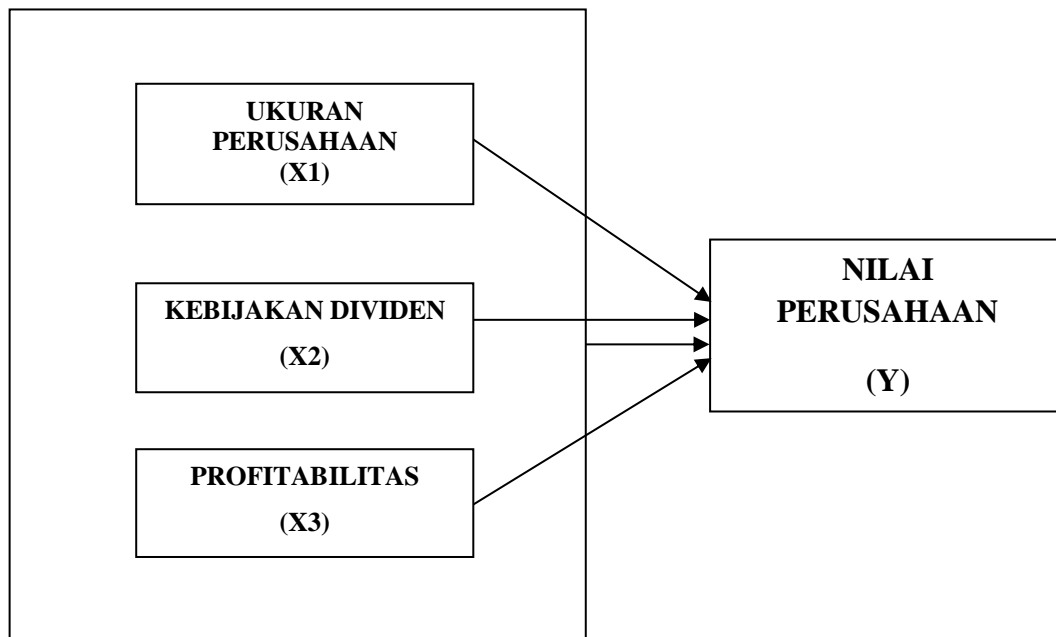 UKURAN
PERUSAHAAN
(X1)
KEBIJAKAN DIVIDEN
(X2)
PROFITABILITAS
(X3)
NILAI
PERUSAHAAN
(Y)